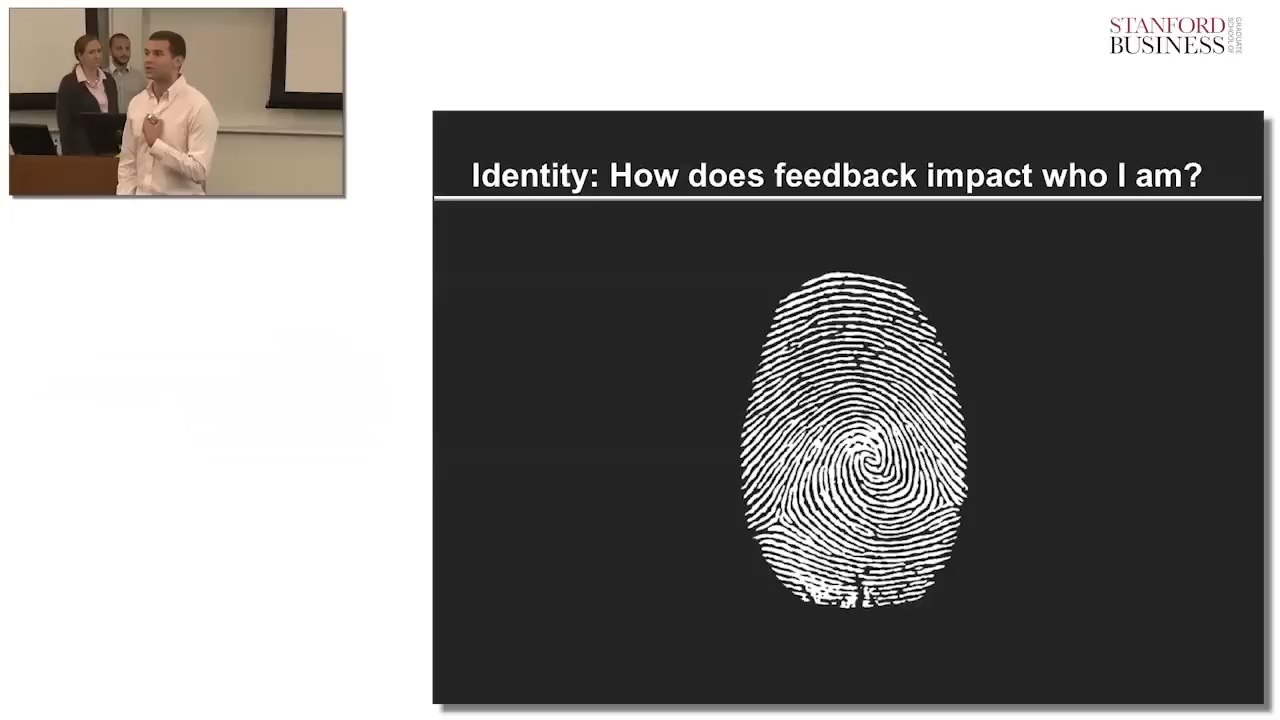 STANFORD
BUSINESS
GRADUATE
SCHOOL OF
Identity: How does feedback impact who I am?